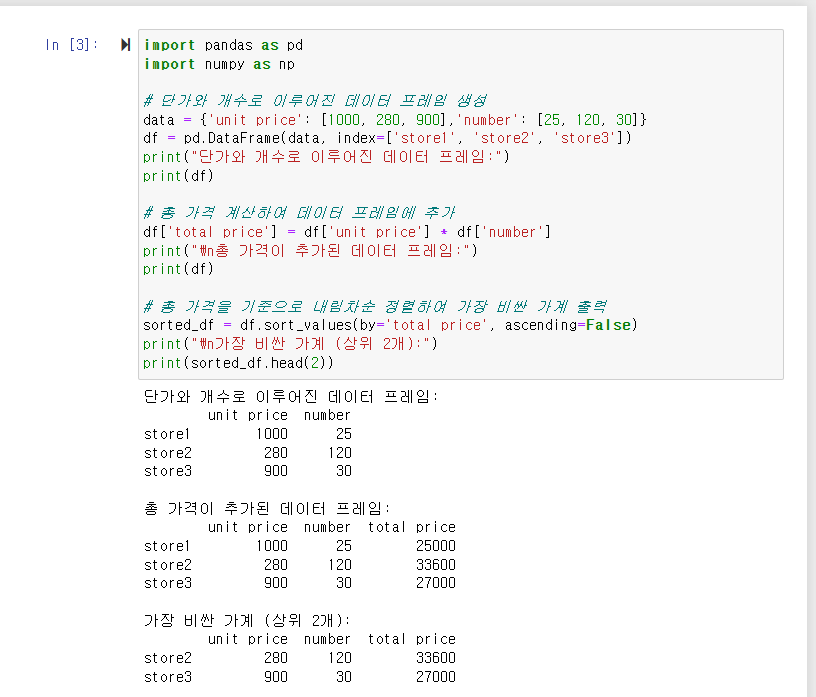 In [3]:
import pandas as pd
import numpy as np
# 단가와 개수로 이루어진 데이터 프레임 생성
data = {'unit price': [1000, 280, 900],'number': [25, 120, 30]}
df = pd.DataFrame(data, index=['store1', 'store2', 'store3'])
print("단가와 개수로 이루어진 데이터 프레임:")
print(df)
# 총 가격 계산하여 데이터 프레임에 추가
df['total price'] = df['unit price'] * df['number']
print("₩n총 가격이 추가된 데이터 프레임:")
print(df)
# 총 가격을 기준으로 내림차순 정렬하여 가장 비싼 가게 출력
sorted_df = df.sort_values(by='total price', ascending=False)
print("₩n가장 비싼 가게 (상위 2개):")
print(sorted_df.head(2))
단가와 개수로 이루어진 데이터 프레임:
unit price number
store1 1000 25
store2 280 120
store3 900 30
총 가격이 추가된 데이터 프레임:
unit price number total price
store1 1000 25 25000
store2 280 120 33600
store3 900 30 27000
가장 비싼 가게 (상위 2개):
unit price number total price
store2 280 120 33600
store3 900 30 27000